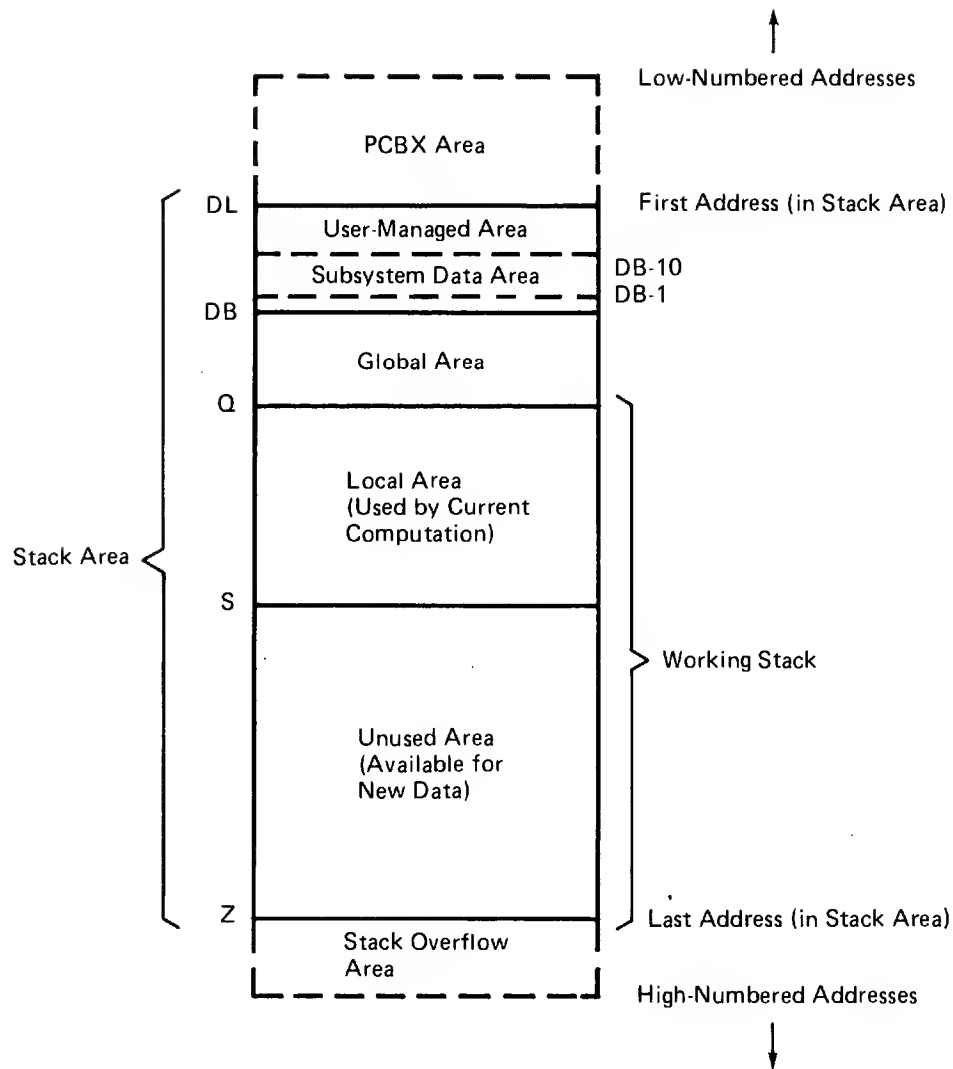 Low-Numbered Addresses
PCBX Area
DL
First Address (in Stack Area)
User-Managed Area
Subsystem Data Area
DB-10
DB-1
DB
Global Area
Q
Local Area
(Used by Current
Computation)
Stack Area
S
Working Stack
Unused Area
(Available for
New Data)
Z
Last Address (in Stack Area)
Stack Overflow
Area
High-Numbered Addresses